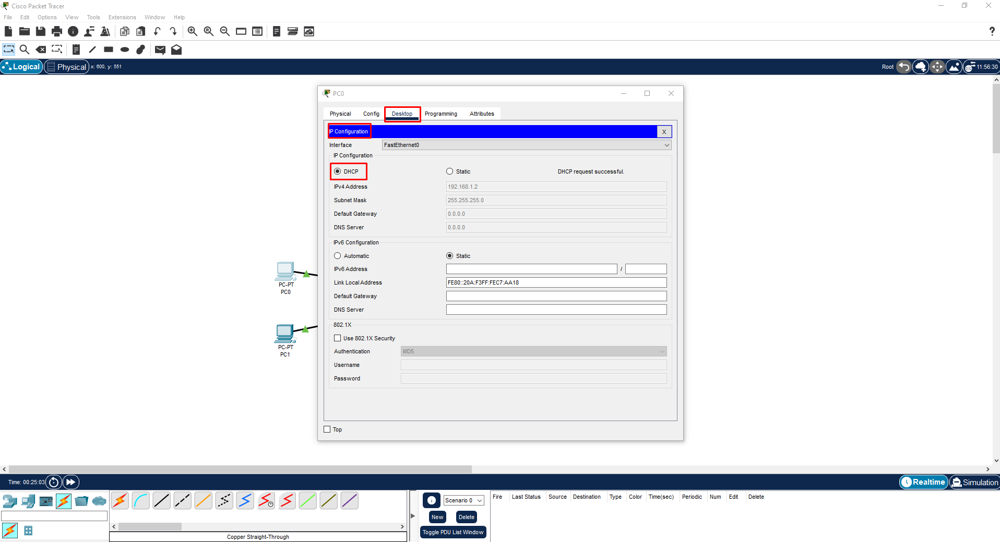 Cisco Packet Tracer
File Edit Options View Tools Extensions Window Help
?
Logical Physical x: 600, y: 551 Root 11:56:30
PC0
Physical Config Desktop Programming Attributes
IP Configuration X
Interface FastEthernet0
IP Configuration
DHCP Static DHCP request successful.
IPv4 Address 192.168.1.2
Subnet Mask 255.255.255.0
Default Gateway 0.0.0.0
DNS Server 0.0.0.0
IPv6 Configuration
Automatic Static
IPv6 Address /
Link Local Address FE80::20A:F3FF:FEC7:AA18
Default Gateway
DNS Server
802.1X
Use 802.1X Security
Authentication MD5
Username
Password
Top
PC-PT
PC0
PC-PT
PC1
Time: 00:25:03 Realtime Simulation
Scenario 0
New Delete
Toggle PDU List Window
Fire Last Status Source Destination Type Color Time(sec) Periodic Num Edit Delete
Copper Straight-Through